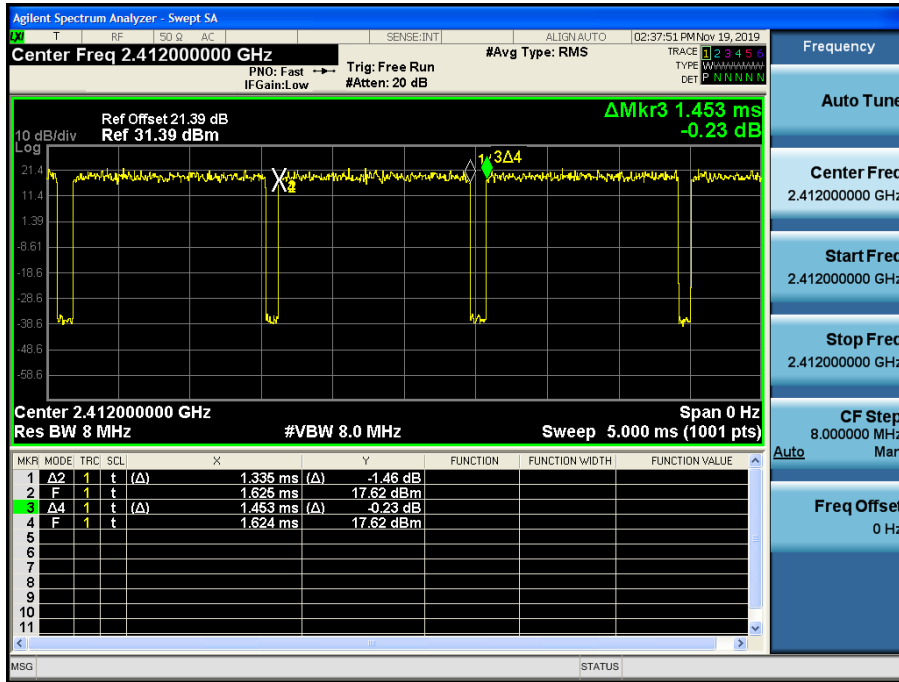 Agilent Spectrum Analyzer - Swept SA
LXI T RF 50 Ω AC SENSE:INT ALIGN AUTO 02:37:51 PM Nov 19, 2019
Center Freq 2.412000000 GHz
PNO: Fast
IFGain:Low
Trig: Free Run
#Atten: 20 dB
#Avg Type: RMS
TRACE 1 2 3 4 5 6
TYPE WWWWWW
DET P N N N N N
Ref Offset 21.39 dB
10 dB/div Ref 31.39 dBm
Log
ΔMkr3 1.453 ms
-0.23 dB
21.4
11.4
1.39
-8.61
-18.6
-28.6
-38.6
-48.6
-58.6
3Δ4
Center 2.412000000 GHz Span 0 Hz
Res BW 8 MHz #VBW 8.0 MHz Sweep 5.000 ms (1001 pts)
MKR MODE TRC SCL X Y FUNCTION FUNCTION WIDTH FUNCTION VALUE
1 Δ2 1 t (Δ) 1.335 ms (Δ) -1.46 dB
2 F 1 t 1.625 ms 17.62 dBm
3 Δ4 1 t (Δ) 1.453 ms (Δ) -0.23 dB
4 F 1 t 1.624 ms 17.62 dBm
5
6
7
8
9
10
11
MSG STATUS
Frequency
Auto Tune
Center Freq
2.412000000 GHz
Start Freq
2.412000000 GHz
Stop Freq
2.412000000 GHz
CF Step
8.000000 MHz
Auto Man
Freq Offset
0 Hz